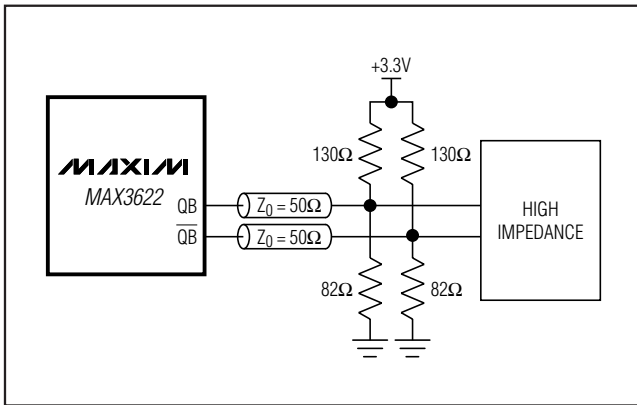 +3.3V
130Ω 130Ω
MAXIM
MAX3622
QB Z0 = 50Ω
QB Z0 = 50Ω
HIGH
IMPEDANCE
82Ω 82Ω